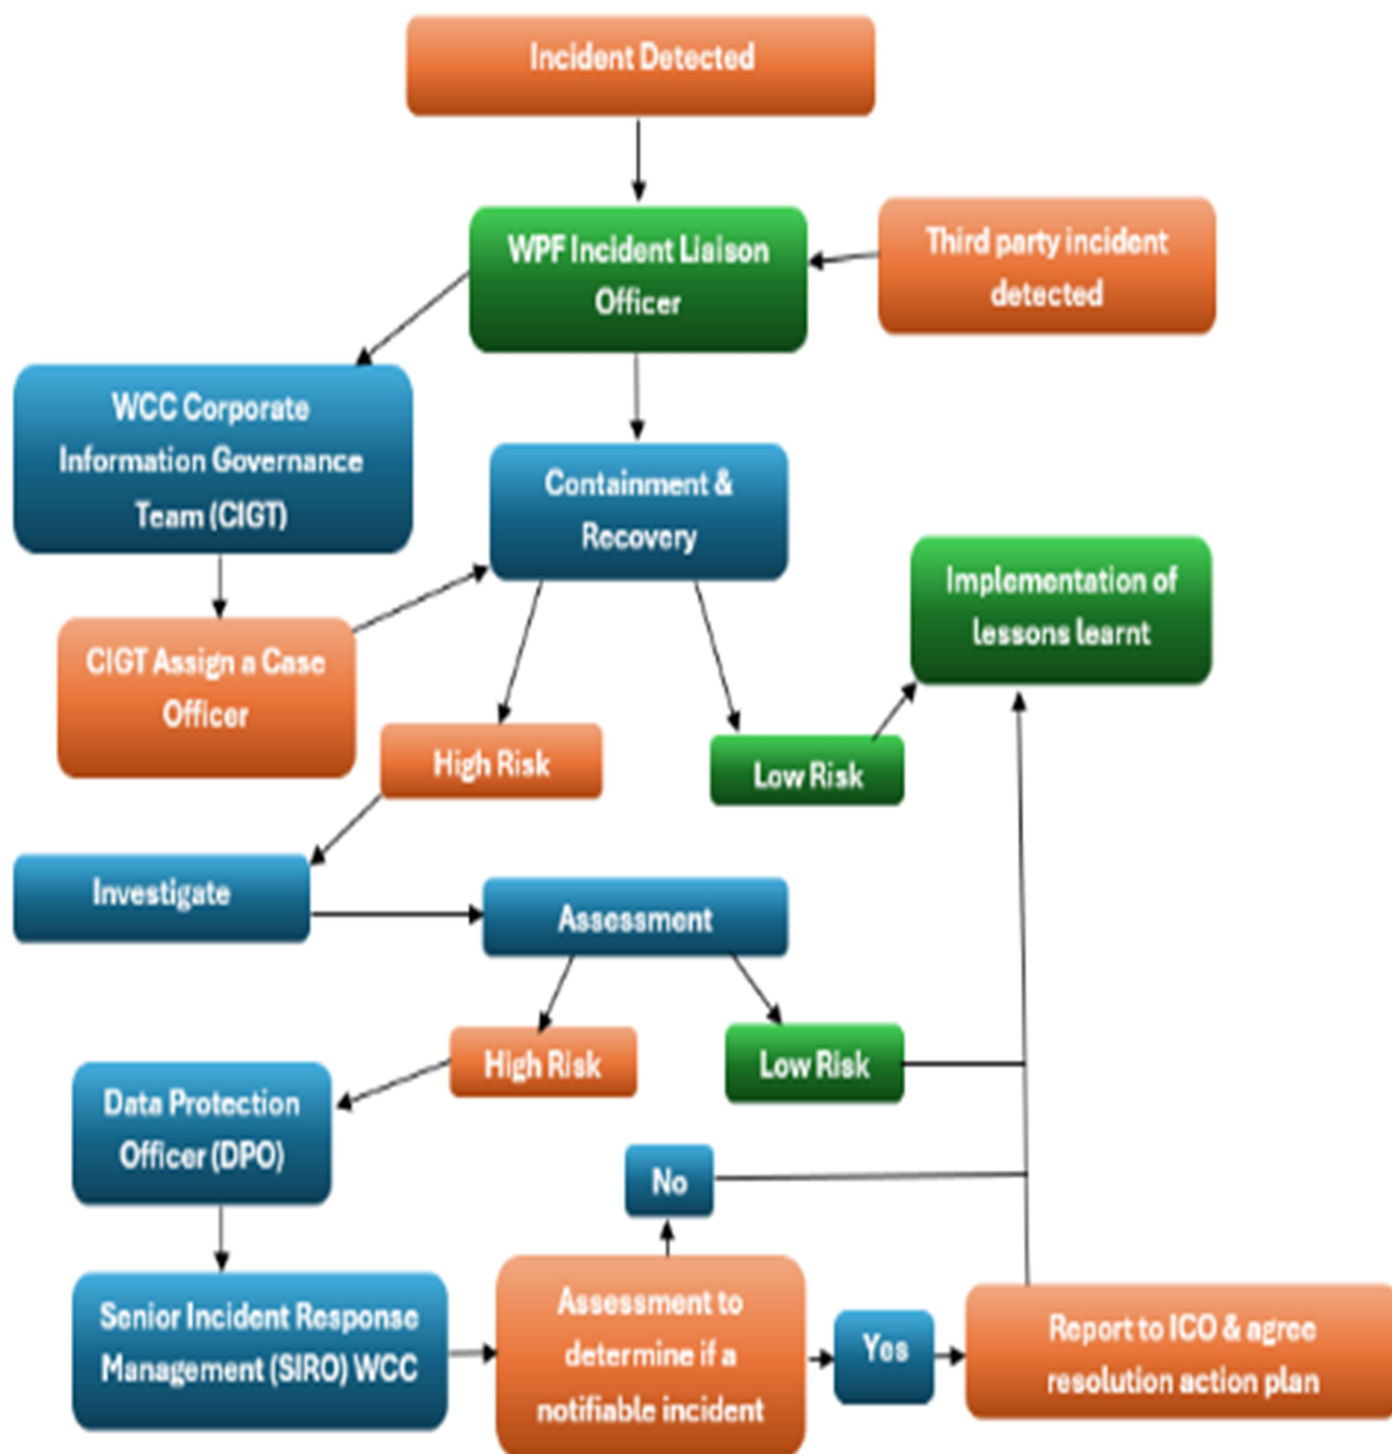 Incident Detected
WPF Incident Liaison
Officer
Third party incident
detected
WCC Corporate
Information Governance
Team (CIGT)
Containment &
Recovery
Implementation of
lessons learnt
CIGT Assign a Case
Officer
High Risk
Low Risk
Investigate
Assessment
High Risk
Low Risk
Data Protection
Officer (DPO)
No
Senior Incident Response
Management (SIRO) WCC
Assessment to
determine if a
notifiable incident
Yes
Report to ICO & agree
resolution action plan